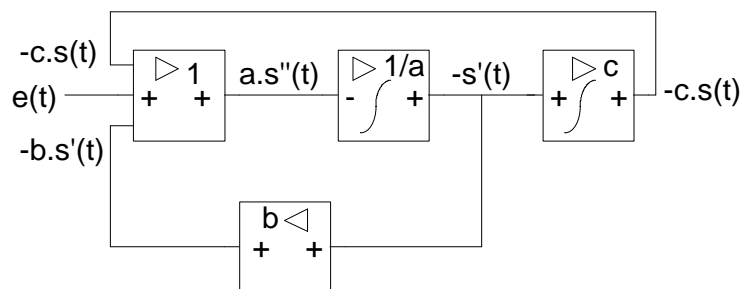 -c.s(t)
▷ 1
a.s''(t)
▷ 1/a
-s'(t)
▷ c
e(t)
+ +
- +
+ +
-c.s(t)
-b.s'(t)
b ◁
+ +